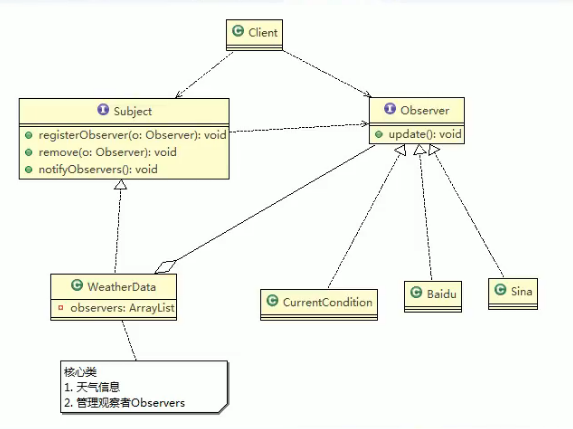 Client
Subject
registerObserver(o: Observer): void
remove(o: Observer): void
notifyObservers(): void
Observer
update(): void
WeatherData
observers: ArrayList
CurrentCondition
Baidu
Sina
核心类
1. 天气信息
2. 管理观察者Observers